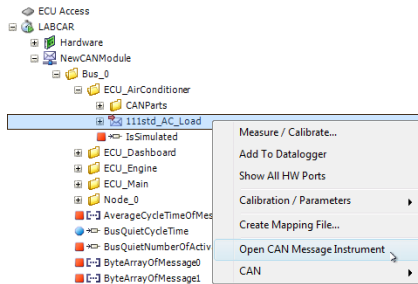 ECU Access
LABCAR
Hardware
NewCANModule
Bus_0
ECU_AirConditioner
CANParts
111std_AC_Load
IsSimulated
ECU_Dashboard
ECU_Engine
ECU_Main
Node_0
AverageCycleTimeOfMes
BusQuietCycleTime
BusQuietNumberOfActiv
ByteArrayOfMessage0
ByteArrayOfMessage1
Measure / Calibrate...
Add To Datalogger
Show All HW Ports
Calibration / Parameters
Create Mapping File...
Open CAN Message Instrument
CAN